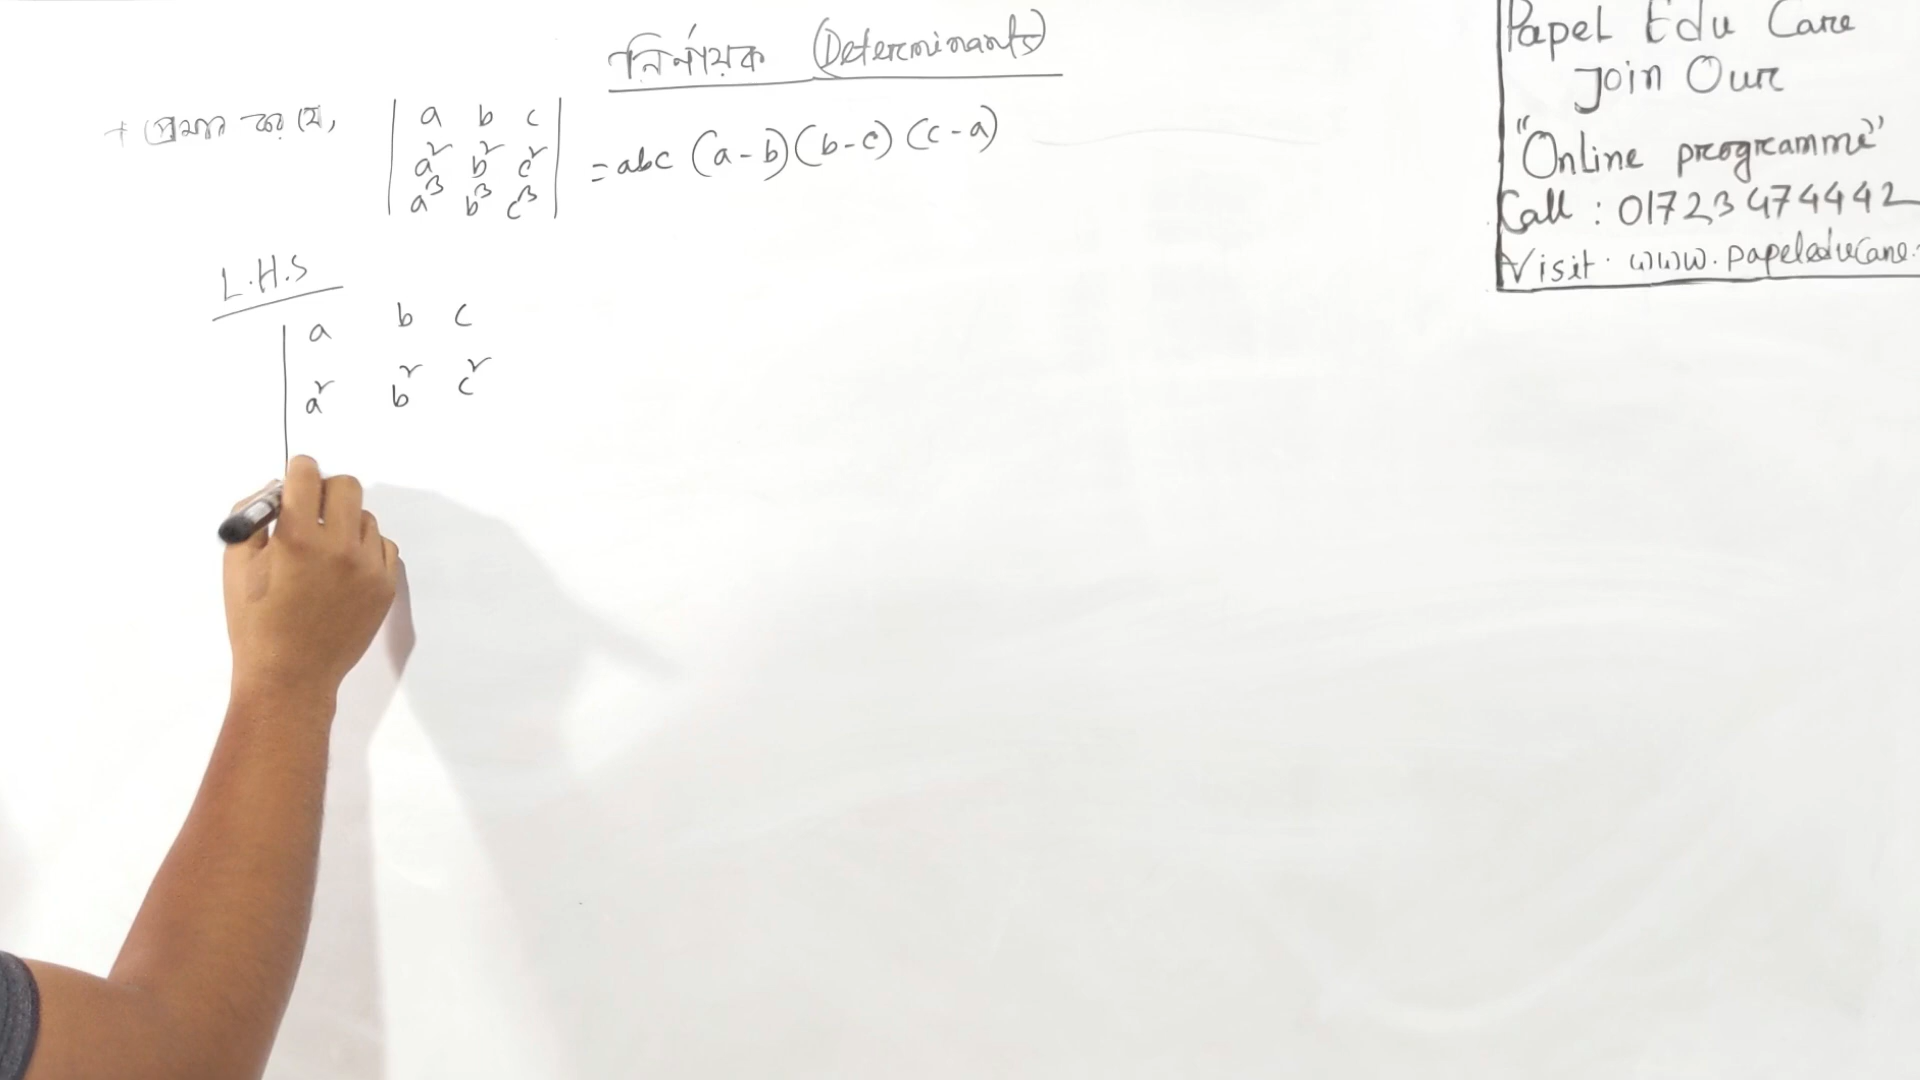 নির্ণায়ক (Determinants)
+ প্রমাণ কর যে, | a b c |
| a² b² c² | = abc (a-b)(b-c)(c-a)
| a³ b³ c³ |
L.H.S
| a b c
a² b² c²
Papel Edu Care
Join Our
"Online programme"
Call : 01723474442
Visit. www.papeleducare.